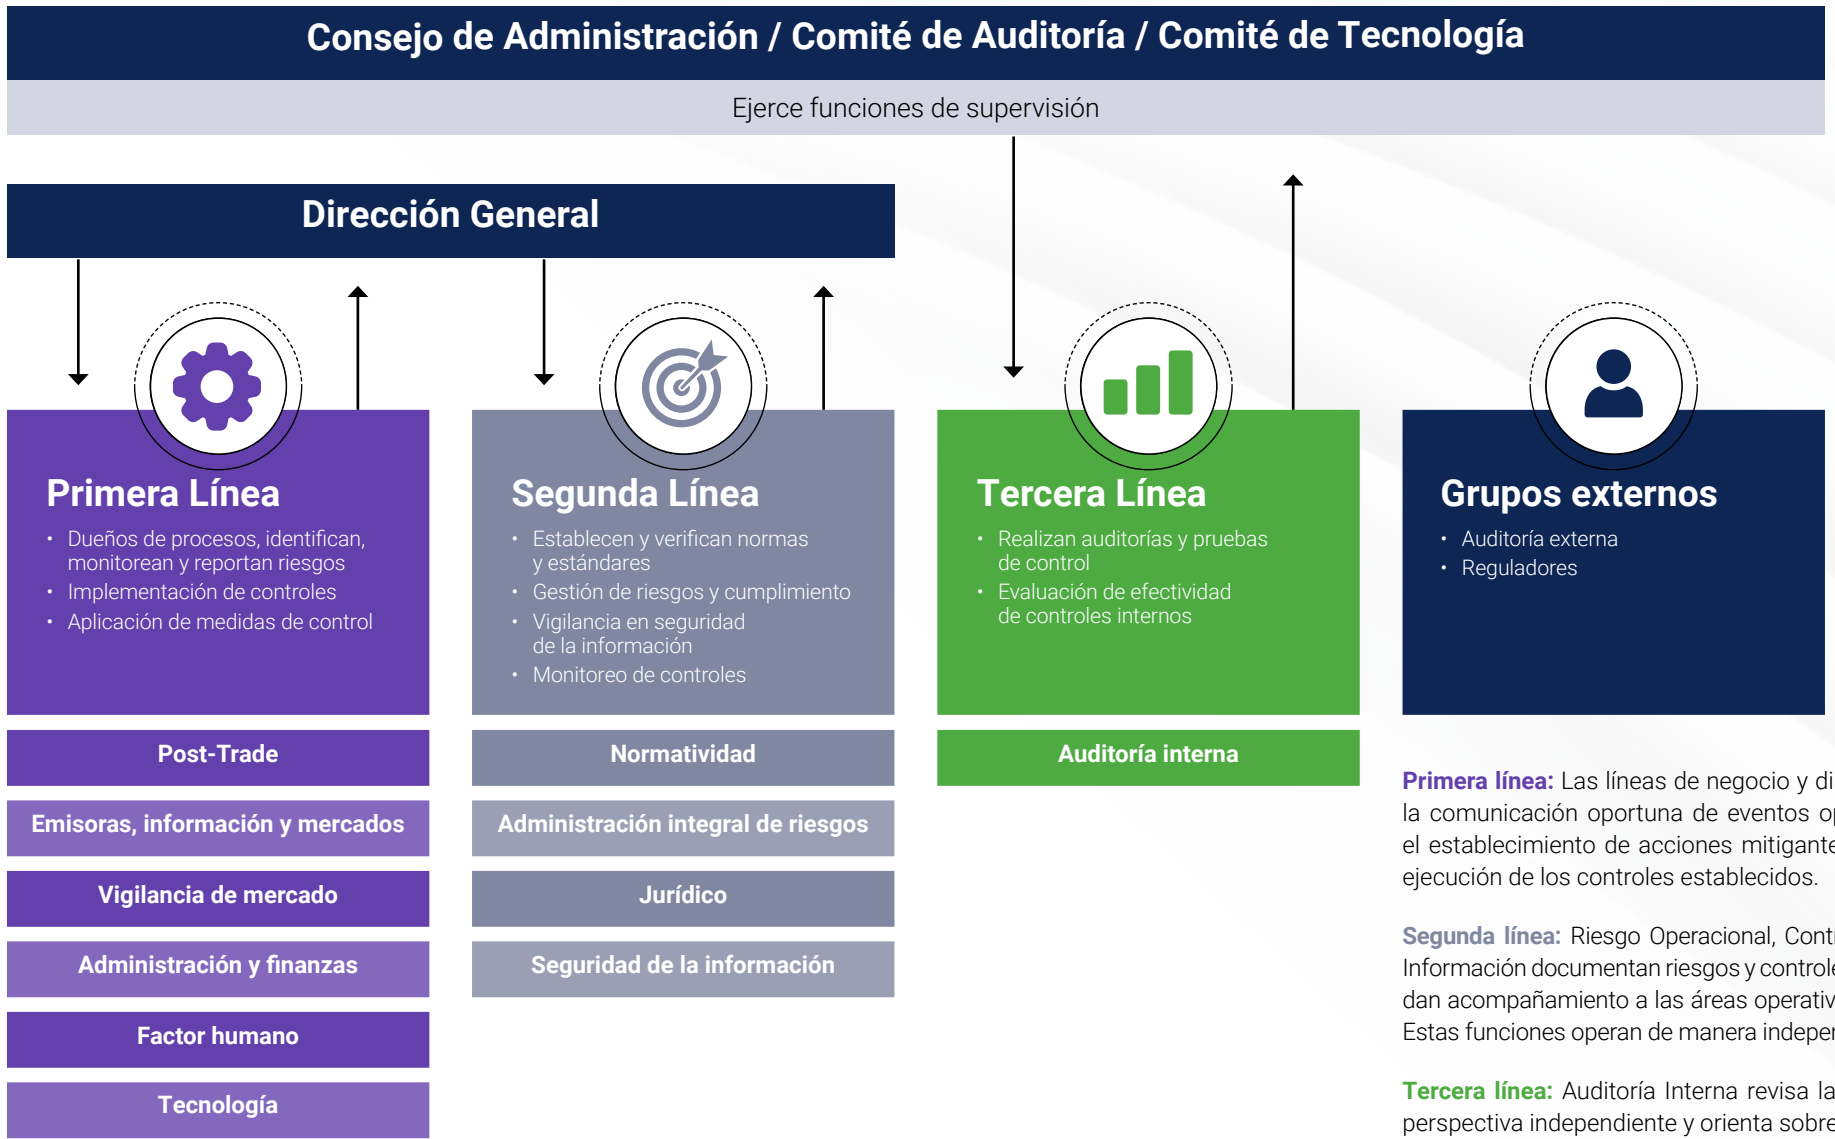 Consejo de Administración / Comité de Auditoría / Comité de Tecnología
Ejerce funciones de supervisión
Dirección General
Primera Línea
• Dueños de procesos, identifican,
monitorean y reportan riesgos
• Implementación de controles
• Aplicación de medidas de control
Post-Trade
Emisoras, información y mercados
Vigilancia de mercado
Administración y finanzas
Factor humano
Tecnología
Segunda Línea
• Establecen y verifican normas
y estándares
• Gestión de riesgos y cumplimiento
• Vigilancia en seguridad
de la información
• Monitoreo de controles
Normatividad
Administración integral de riesgos
Jurídico
Seguridad de la información
Tercera Línea
• Realizan auditorías y pruebas
de control
• Evaluación de efectividad
de controles internos
Auditoría interna
Grupos externos
• Auditoría externa
• Reguladores
Primera línea: Las líneas de negocio y
la comunicación oportuna de eventos
el establecimiento de acciones
ejecución de los controles establecidos.
Segunda línea: Riesgo Operacional,
Información documentan riesgos y
dan acompañamiento a las áreas
Estas funciones operan de manera
Tercera línea: Auditoría Interna revisa la
perspectiva independiente y orienta sobre